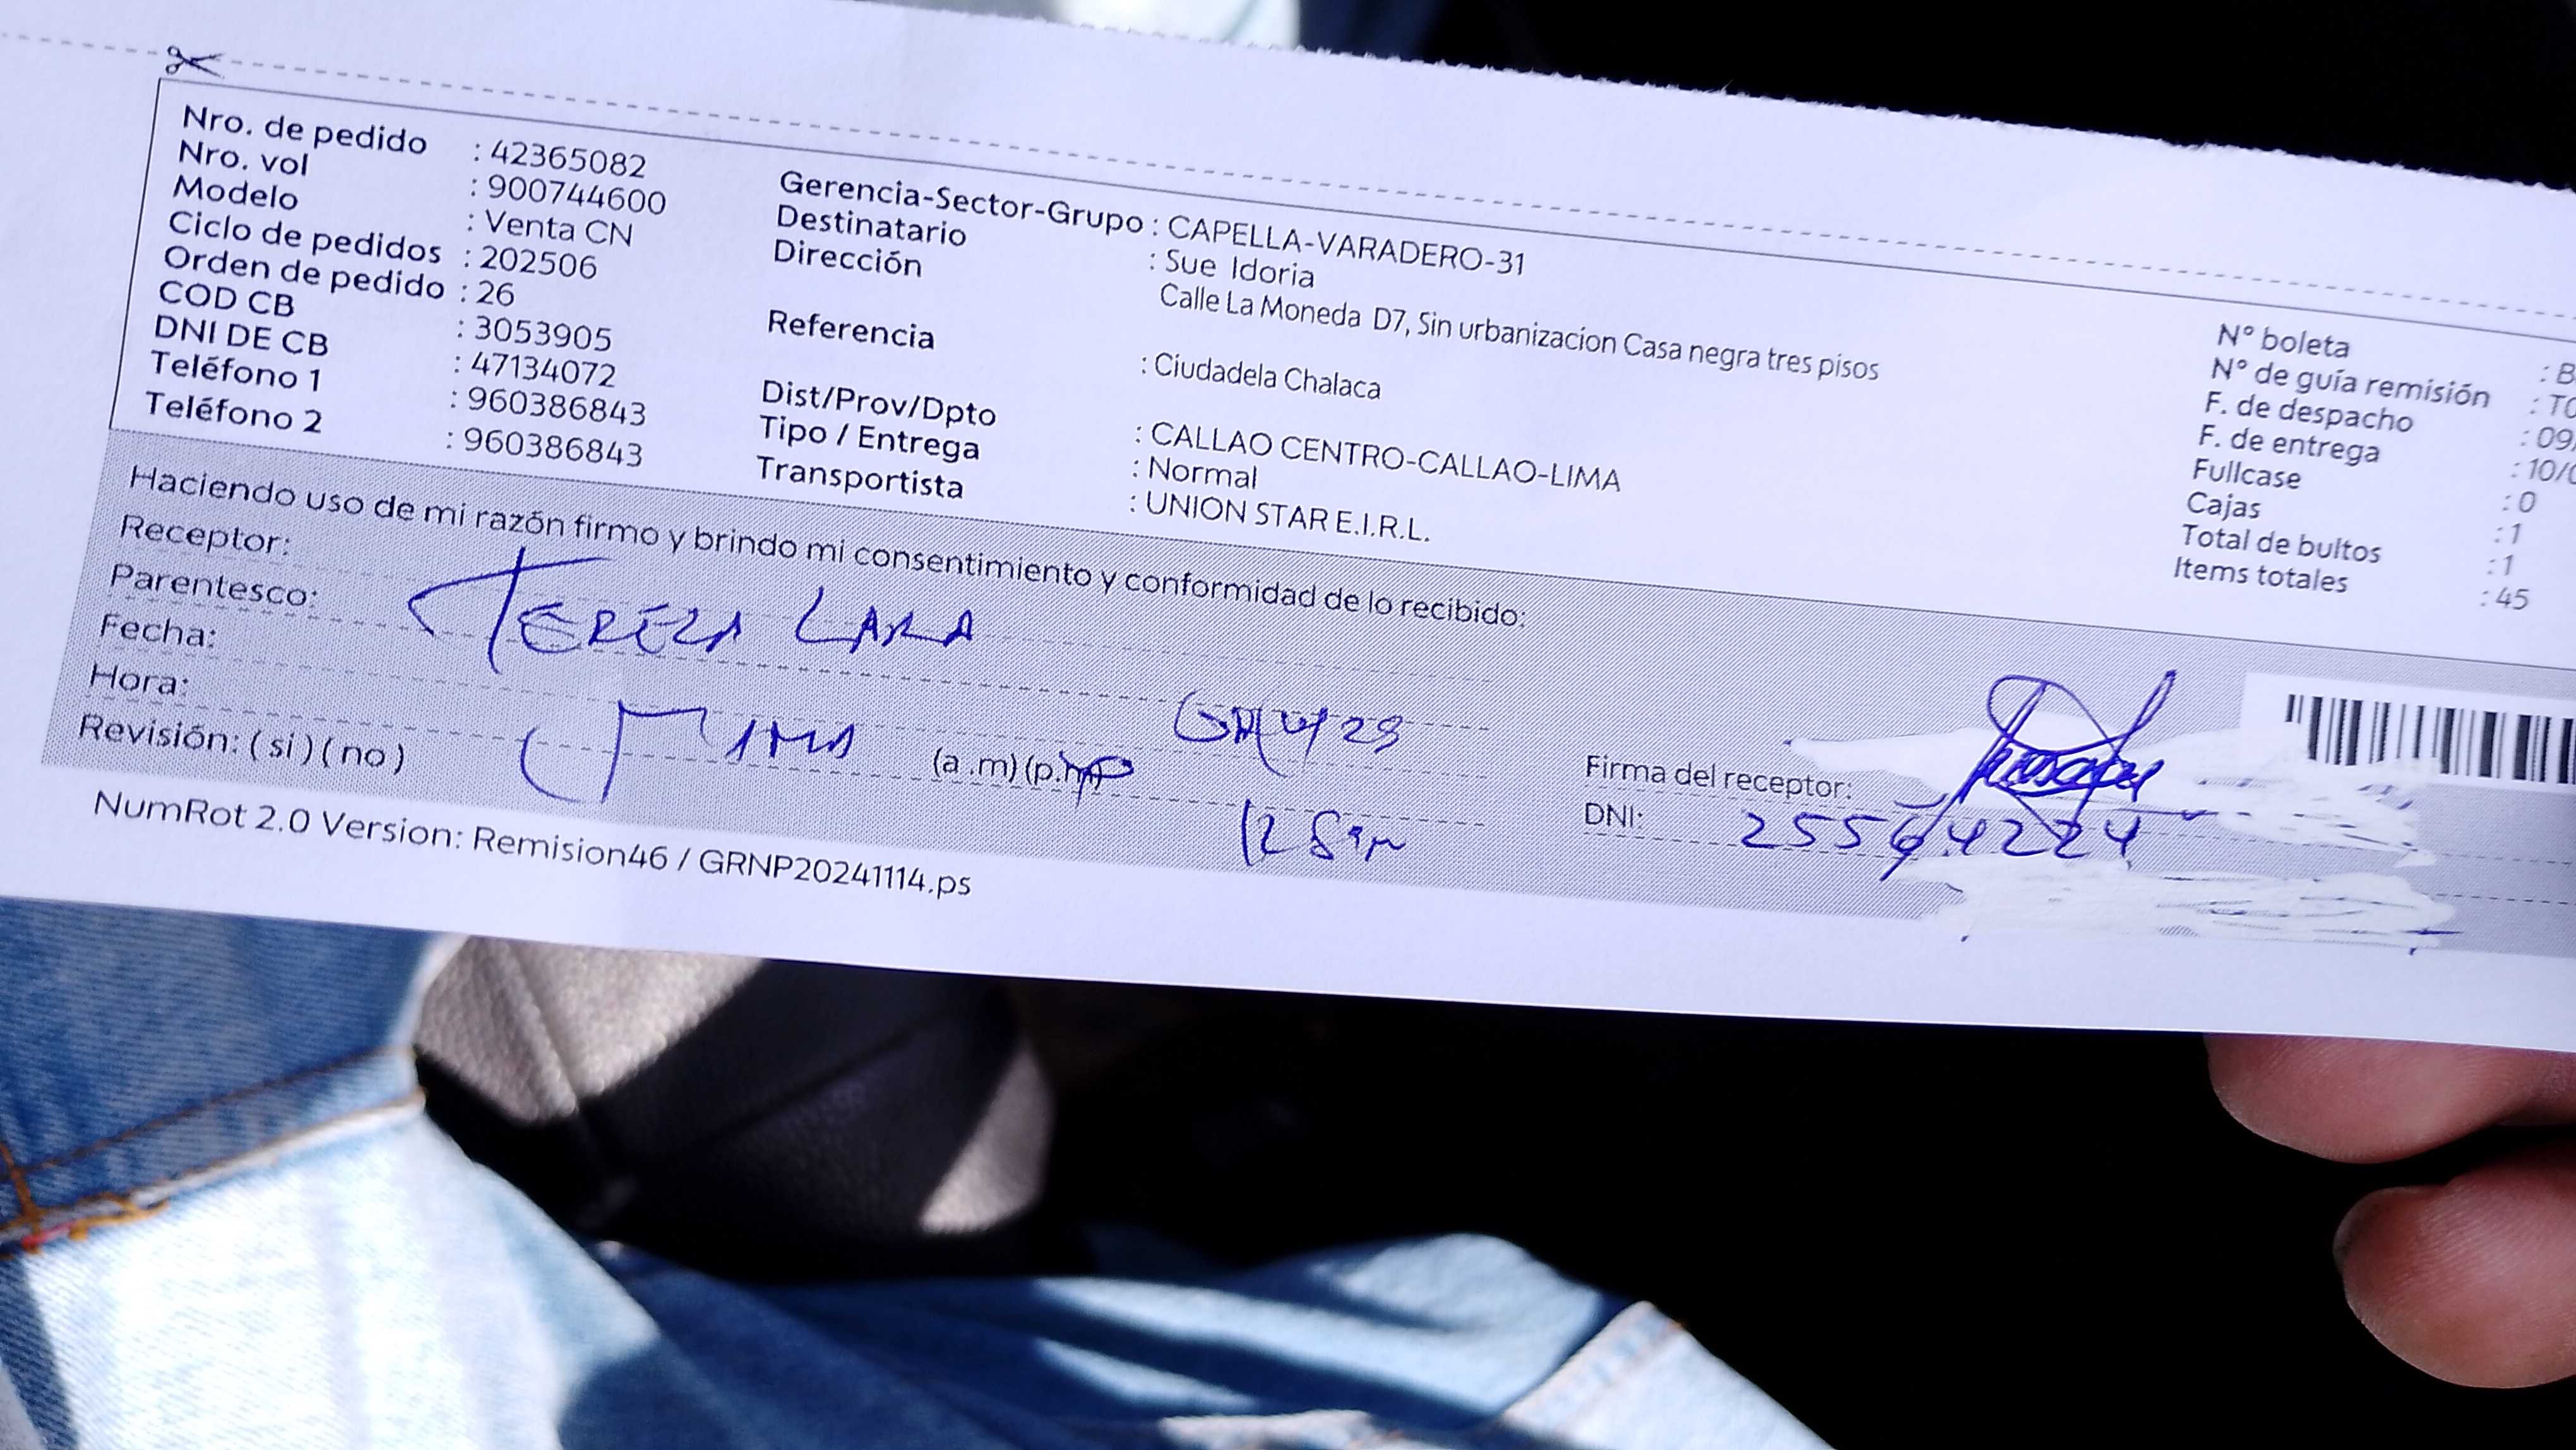 Nro. de pedido : 42365082
Nro. vol : 900744600
Modelo : Venta CN
Ciclo de pedidos : 202506
Orden de pedido : 26
COD CB : 3053905
DNI DE CB : 47134072
Teléfono 1 : 960386843
Teléfono 2 : 960386843
Gerencia-Sector-Grupo : CAPELLA-VARADERO-31
Destinatario : Sue Idoria
Dirección Calle La Moneda D7, Sin urbanizacion Casa negra tres pisos
Referencia : Ciudadela Chalaca
Dist/Prov/Dpto : CALLAO CENTRO-CALLAO-LIMA
Tipo / Entrega : Normal
Transportista : UNION STAR E.I.R.L.
N° boleta : B
N° de guía remisión : T0
F. de despacho : 09/
F. de entrega : 10/0
Fullcase : 0
Cajas : 1
Total de bultos : 1
Items totales : 45
Haciendo uso de mi razón firmo y brindo mi consentimiento y conformidad de lo recibido:
Receptor: TEREZA LARA
Parentesco:
Fecha:
Hora: (a.m) (p.m)
Revisión: ( si ) ( no )
Firma del receptor:
DNI: 25564224
NumRot 2.0 Version: Remision46 / GRNP20241114.ps